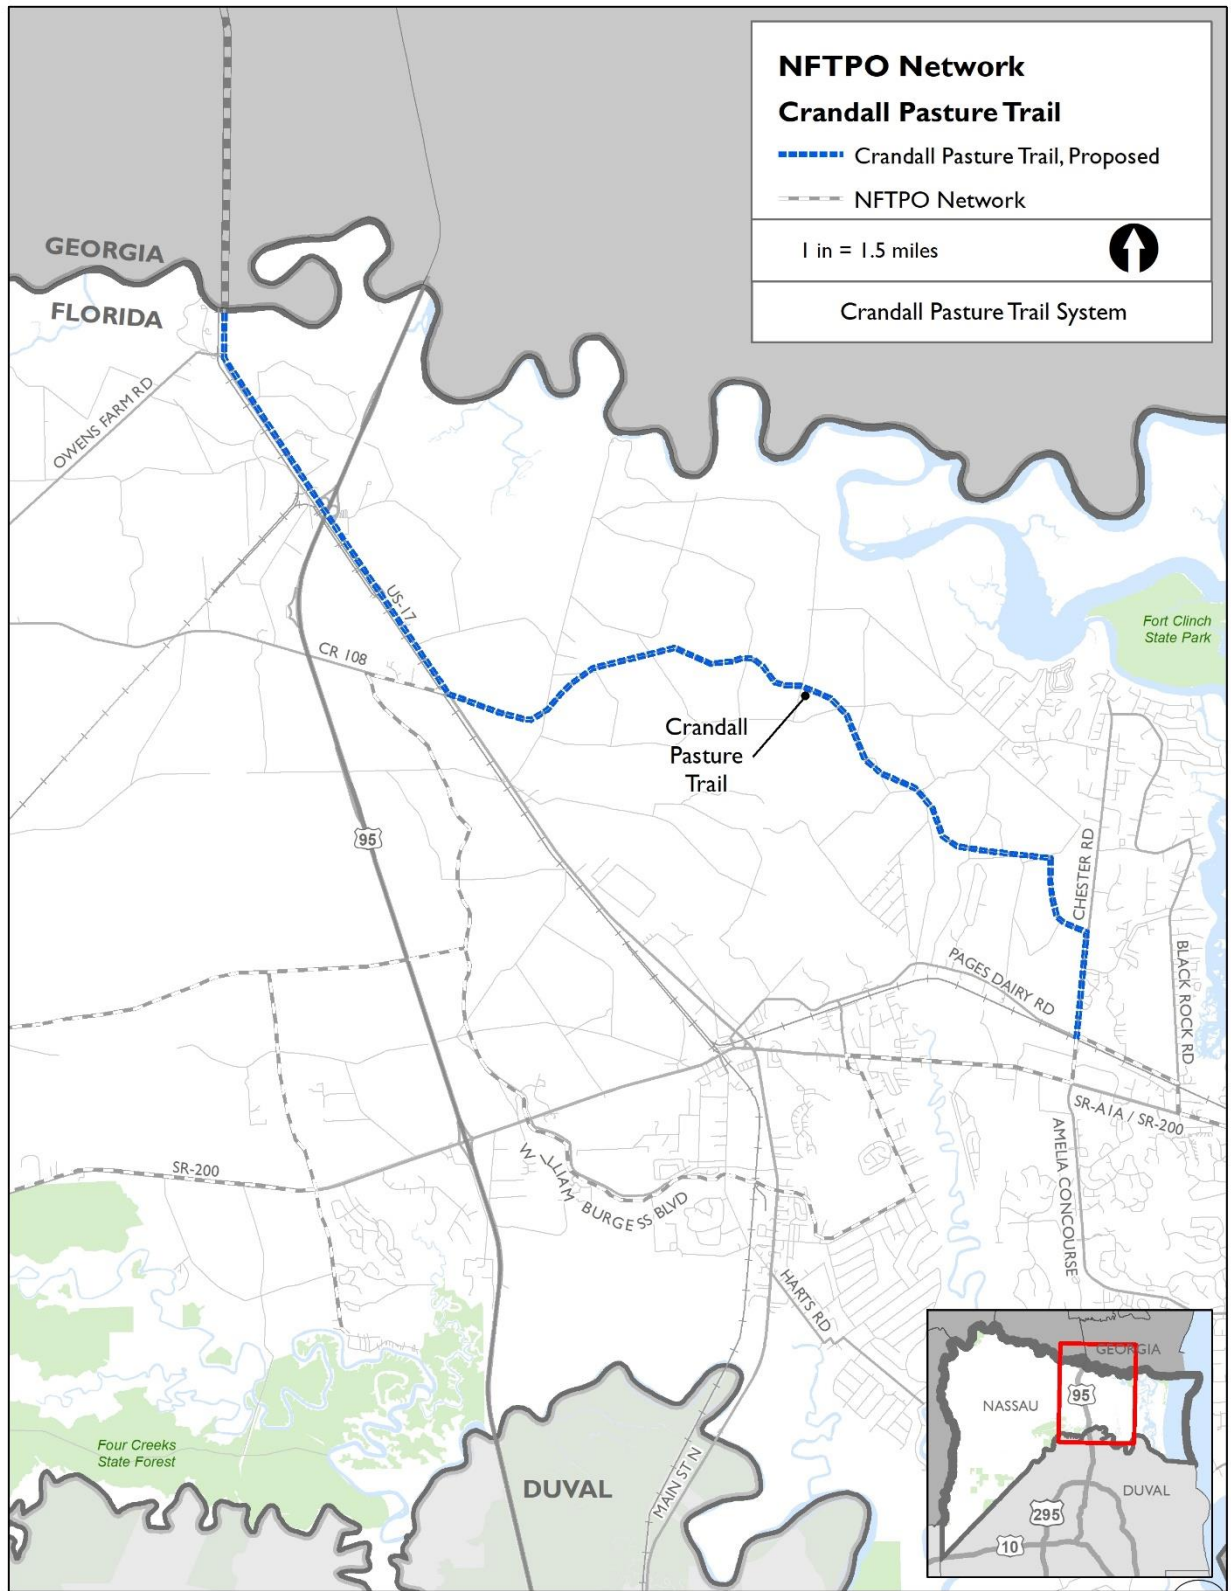 NFTPO Network
Crandall Pasture Trail
Crandall Pasture Trail, Proposed
NFTPO Network
1 in = 1.5 miles
Crandall Pasture Trail System
GEORGIA
FLORIDA
OWENS FARM RD
US-17
CR 108
Fort Clinch
State Park
Crandall
Pasture
Trail
95
CHESTER RD
PAGES DAIRY RD
BLACK ROCK RD
SR-A1A / SR-200
AMELIA CONCOURSE
SR-200
WILLIAM BURGESS BLVD
HARTS RD
Four Creeks
State Forest
DUVAL
MAIN ST N
GEORGIA
95
NASSAU
DUVAL
295
10